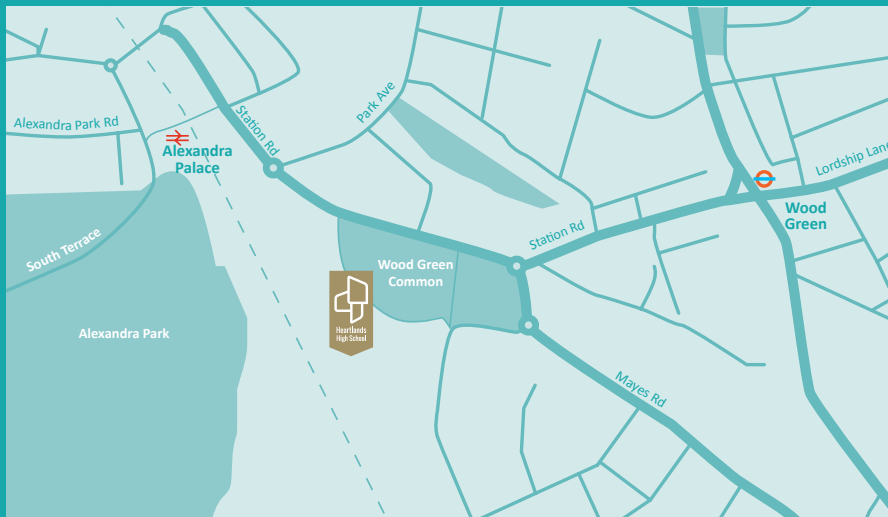 Alexandra Park Rd
Station Rd
Park Ave
Alexandra
Palace
Lordship Lane
Wood
Green
South Terrace
Station Rd
Wood Green
Common
Alexandra Park
Heartlands
High School
Mayes Rd